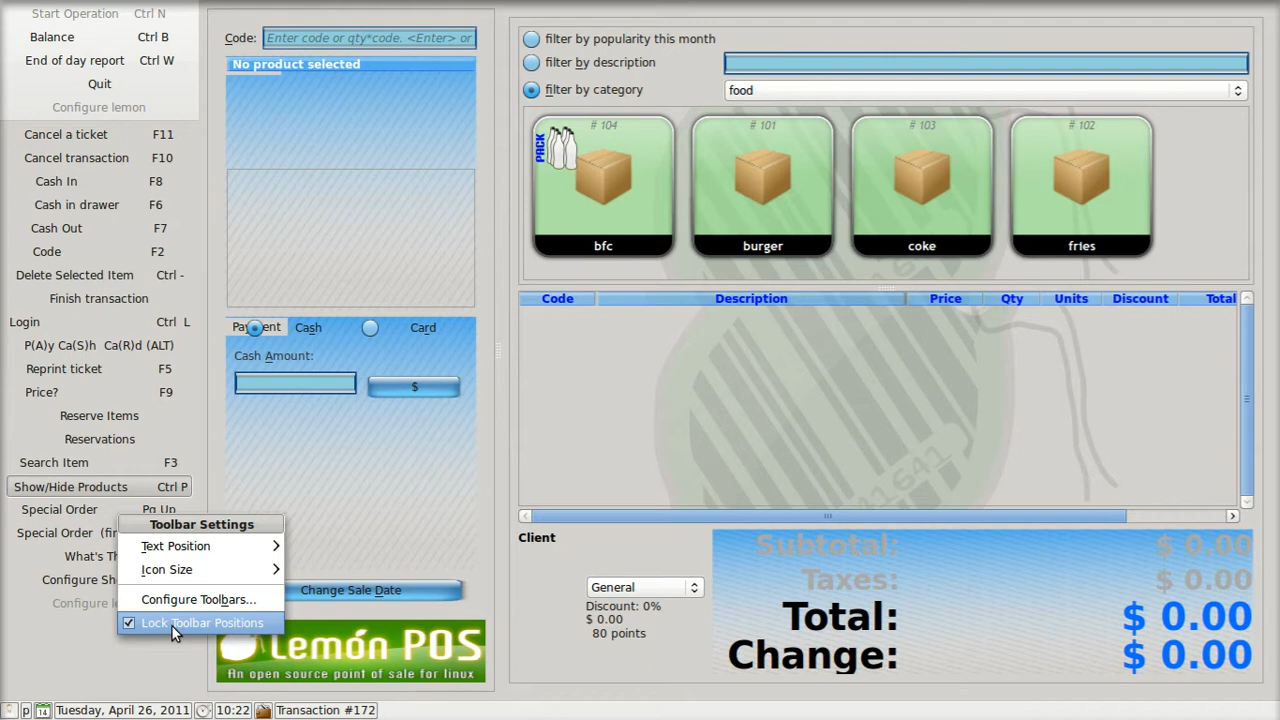 Start Operation Ctrl N
Balance Ctrl B
End of day report Ctrl W
Quit
Configure lemon
Cancel a ticket F11
Cancel transaction F10
Cash In F8
Cash in drawer F6
Cash Out F7
Code F2
Delete Selected Item Ctrl -
Finish transaction
Login Ctrl L
P(A)y Ca(S)h Ca(R)d (ALT)
Reprint ticket F5
Price? F9
Reserve Items
Reservations
Search Item F3
Show/Hide Products Ctrl P
Special Order Pg Up
Special Order (fi
What's Th
Configure Sh
Configure le
Toolbar Settings
Text Position
Icon Size
Configure Toolbars...
Lock Toolbar Positions
Code: Enter code or qty*code. <Enter> or
No product selected
Payment Cash Card
Cash Amount:
$
Change Sale Date
Lemón POS
An open source point of sale for linux
filter by popularity this month
filter by description
filter by category food
PACK
# 104 # 101 # 103 # 102
bfc burger coke fries
Code Description Price Qty Units Discount Total
41641
Client
General
Discount: 0%
$ 0.00
80 points
Subtotal: $ 0.00
Taxes: $ 0.00
Total: $ 0.00
Change: $ 0.00
p 14 Tuesday, April 26, 2011 10:22 Transaction #172